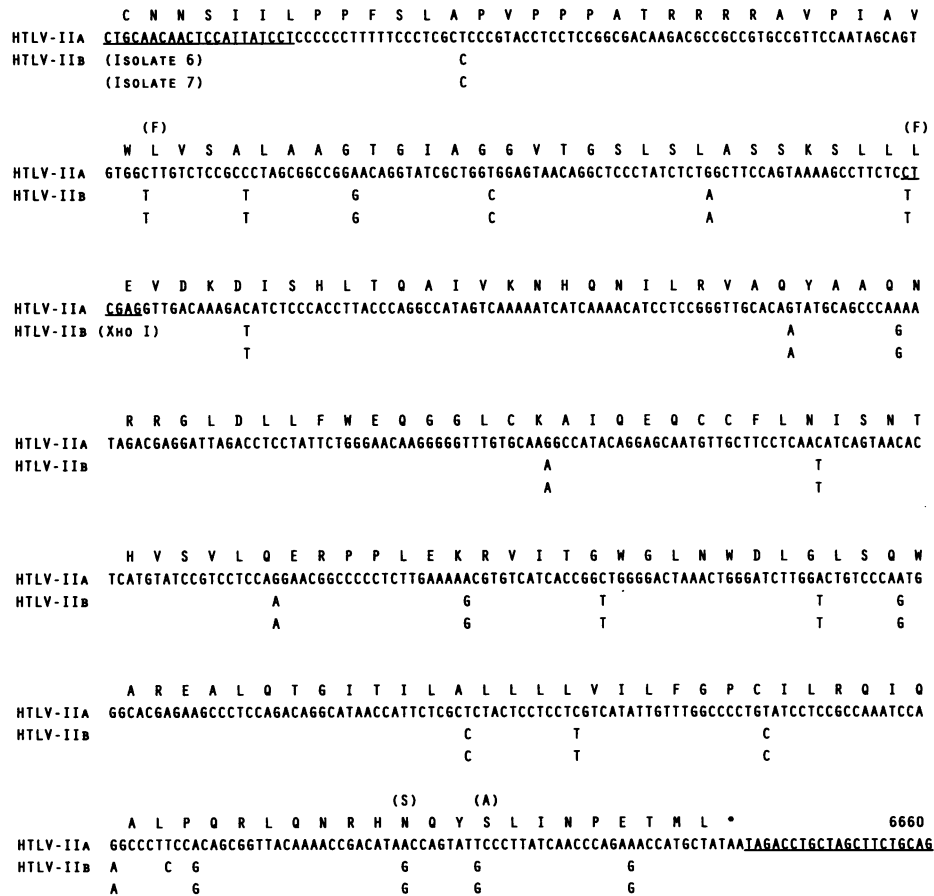 C N N S I I L P P F S L A P V P P P A T R R R R A V P I A V
HTLV-IIA CTGCAACAACTCCATTATCCTCCCCCCTTTTTCCCTCGCTCCCGTACCTCCTCCGGCGACAAGACGCCGCCGTGCCGTTCCAATAGCAGT
HTLV-IIB (ISOLATE 6) C
(ISOLATE 7) C
(F) (F)
W L V S A L A A G T G I A G G V T G S L S L A S S K S L L L
HTLV-IIA GTGGCTTGTCTCCGCCCTAGCGGCCGGAACAGGTATCGCTGGTGGAGTAACAGGCTCCCTATCTCTGGCTTCCAGTAAAAGCCTTCTCCT
HTLV-IIB T T G C A T
T T G C A T
E V D K D I S H L T Q A I V K N H Q N I L R V A Q Y A A Q N
HTLV-IIA CGAGGTTGACAAAGACATCTCCCACCTTACCCAGGCCATAGTCAAAAATCATCAAAACATCCTCCGGGTTGCACAGTATGCAGCCCAAAA
HTLV-IIB (XHO I) T A G
T A G
R R G L D L L F W E Q G G L C K A I Q E Q C C F L N I S N T
HTLV-IIA TAGACGAGGATTAGACCTCCTATTCTGGGAACAAGGGGGTTTGTGCAAGGCCATACAGGAGCAATGTTGCTTCCTCAACATCAGTAACAC
HTLV-IIB A T
A T
H V S V L Q E R P P L E K R V I T G W G L N W D L G L S Q W
HTLV-IIA TCATGTATCCGTCCTCCAGGAACGGCCCCCTCTTGAAAAACGTGTCATCACCGGCTGGGGACTAAACTGGGATCTTGGACTGTCCCAATG
HTLV-IIB A G T T G
A G T T G
A R E A L Q T G I T I L A L L L L V I L F G P C I L R Q I Q
HTLV-IIA GGCACGAGAAGCCCTCCAGACAGGCATAACCATTCTCGCTCTACTCCTCCTCGTCATATTGTTTGGCCCCTGTATCCTCCGCCAAATCCA
HTLV-IIB C T C
C T C
(S) (A)
A L P Q R L Q N R H N Q Y S L I N P E T M L • 6660
HTLV-IIA GGCCCTTCCACAGCGGTTACAAAACCGACATAACCAGTATTCCCTTATCAACCCAGAAACCATGCTATAATAGACCTGCTAGCTTCTGCAG
HTLV-IIB A C G G G G
A G G G G